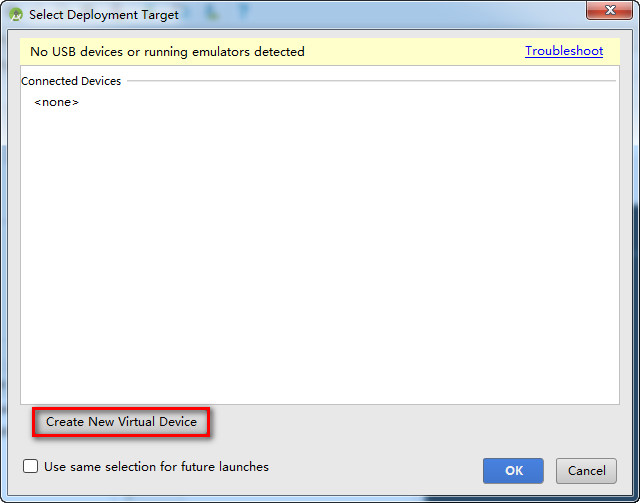 Select Deployment Target
No USB devices or running emulators detected Troubleshoot
Connected Devices
<none>
Create New Virtual Device
Use same selection for future launches
OK Cancel